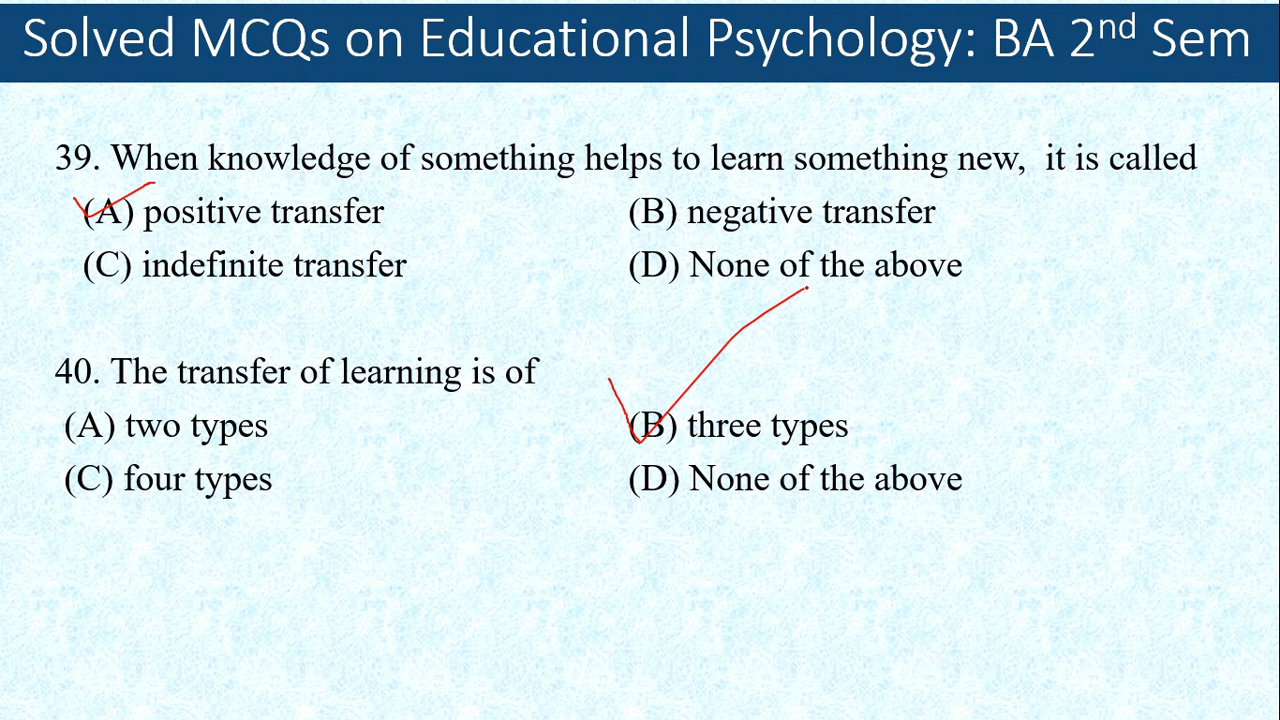 Solved MCQs on Educational Psychology: BA 2nd Sem
39. When knowledge of something helps to learn something new, it is called
(A) positive transfer (B) negative transfer
(C) indefinite transfer (D) None of the above
40. The transfer of learning is of
(A) two types (B) three types
(C) four types (D) None of the above